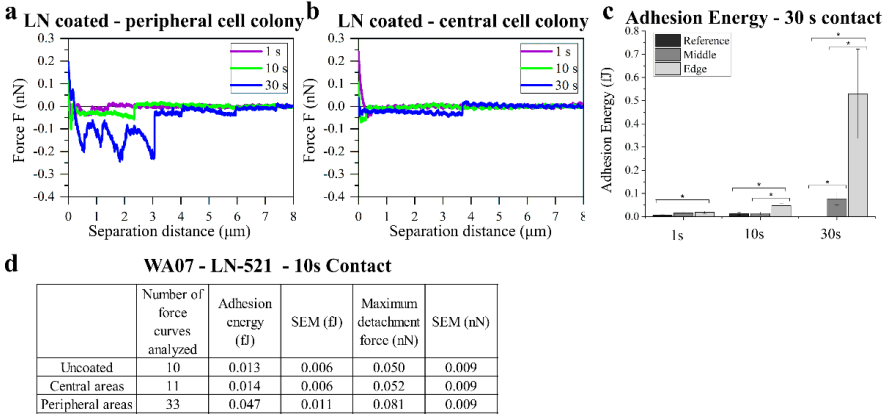 a LN coated - peripheral cell colony
Force F (nN)
0.3
0.2
0.1
0.0
-0.1
-0.2
-0.3
0.4
1 s
10 s
30 s
0 1 2 3 4 5 6 7 8
Separation distance (μm)
b LN coated - central cell colony
Force F (nN)
0.3
0.2
0.1
0.0
-0.1
-0.2
-0.3
0.4
1 s
10 s
30 s
0 1 2 3 4 5 6 7 8
Separation distance (μm)
c Adhesion Energy - 30 s contact
Adhesion Energy (fJ)
0.8
0.7
0.6
0.5
0.4
0.3
0.2
0.1
0.0
Reference
Middle
Edge
* * * * * *
1s 10s 30s
d WA07 - LN-521 - 10s Contact
Number of force curves analyzed Adhesion energy (fJ) SEM (fJ) Maximum detachment force (nN) SEM (nN)
Uncoated 10 0.013 0.006 0.050 0.009
Central areas 11 0.014 0.006 0.052 0.009
Peripheral areas 33 0.047 0.011 0.081 0.009